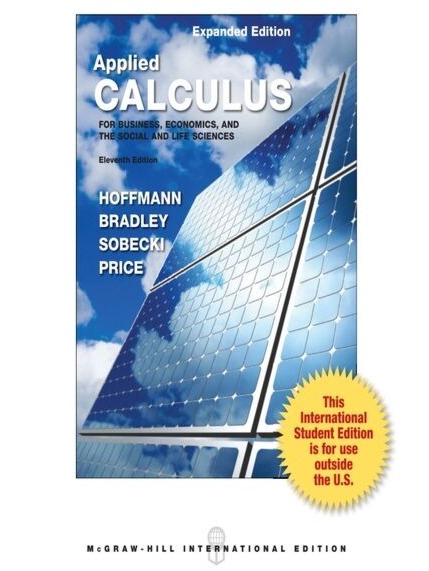 Expanded Edition
Applied
CALCULUS
FOR BUSINESS, ECONOMICS, AND
THE SOCIAL AND LIFE SCIENCES
Eleventh Edition
HOFFMANN
BRADLEY
SOBECKI
PRICE
This
International
Student Edition
is for use
outside
the U.S.
McGRAW-HILL INTERNATIONAL EDITION